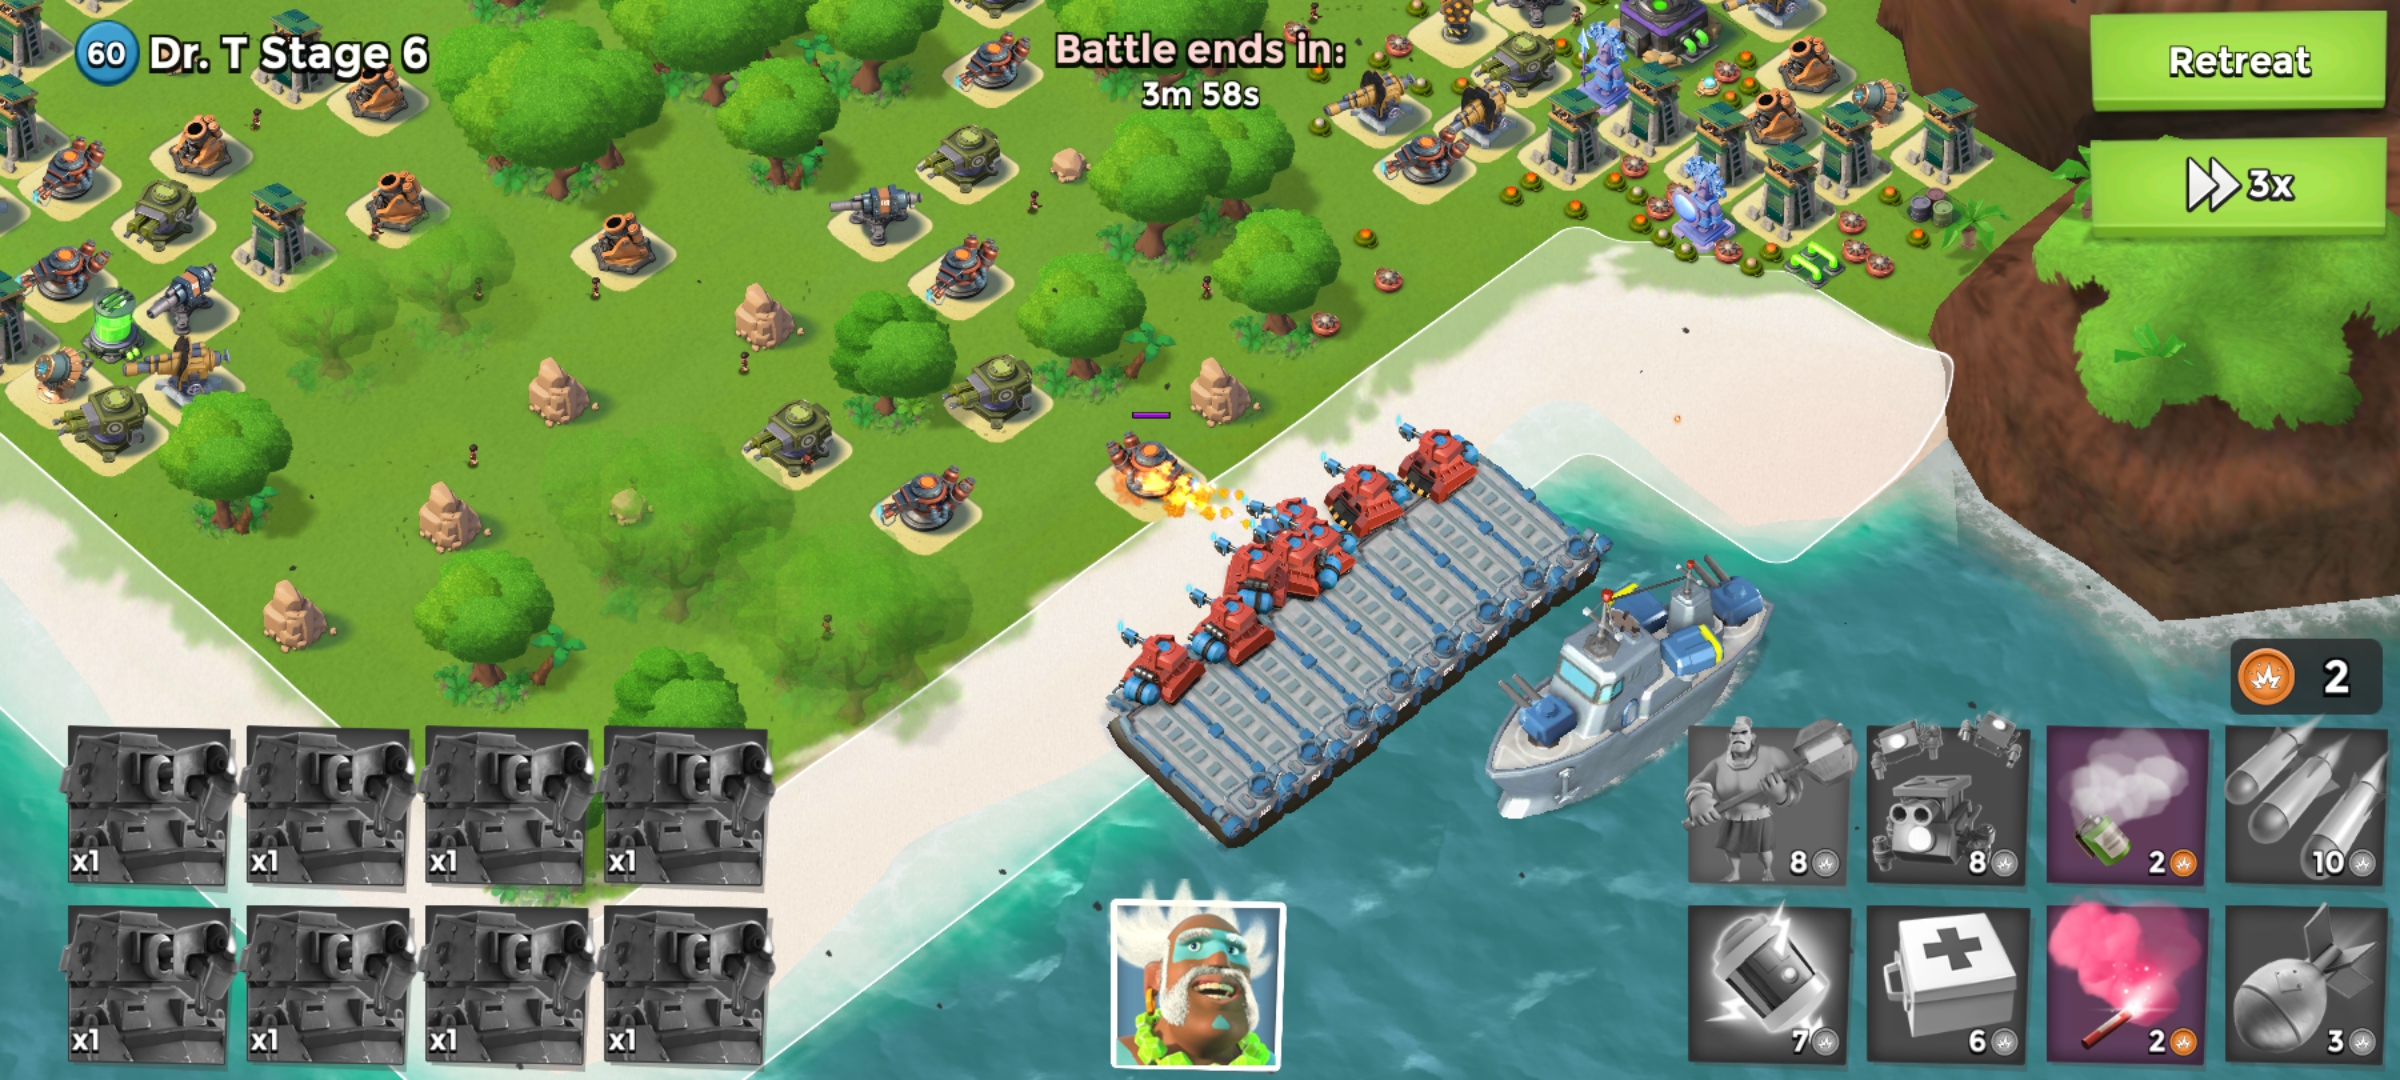 60 Dr. T Stage 6
Battle ends in:
3m 58s
Retreat
3x
2
x1 x1 x1 x1
8 8 2 10
x1 x1 x1 x1
7 6 2 3